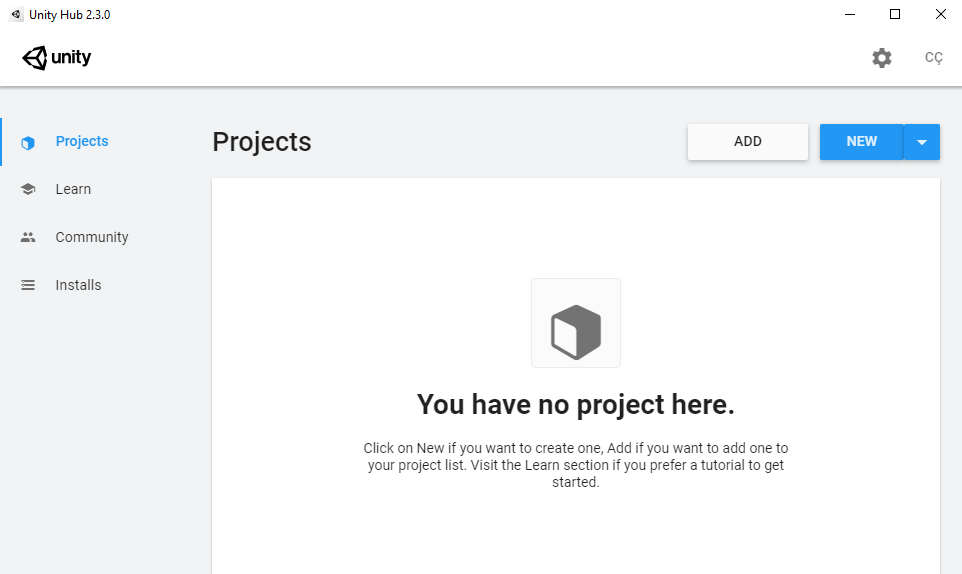 Unity Hub 2.3.0
unity
CÇ
Projects
Learn
Community
Installs
Projects
ADD
NEW
You have no project here.
Click on New if you want to create one, Add if you want to add one to
your project list. Visit the Learn section if you prefer a tutorial to get
started.